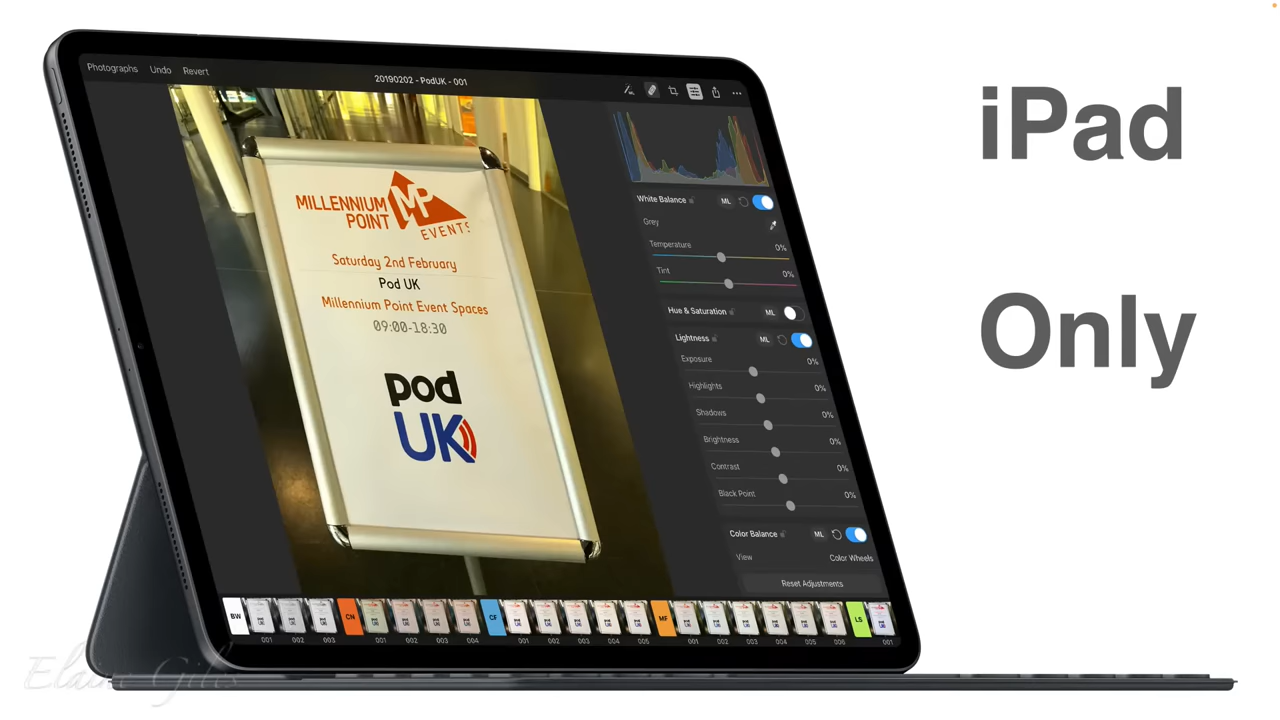 Photographs Undo Revert
20190202 - PodUK - 001
iPad
Only
MILLENNIUM
POINT
MP
EVENTS
Saturday 2nd February
Pod UK
Millennium Point Event Spaces
09:00-18:30
pod
UK
White Balance ML
Grey
Temperature 0%
Tint 0%
Hue & Saturation ML
Lightness ML
Exposure 0%
Highlights 0%
Shadows 0%
Brightness 0%
Contrast 0%
Black Point 0%
Color Balance ML
View Color Wheels
Reset Adjustments
BW CN CF MF LS
001 002 003 001 002 003 004 001 002 003 004 005 001 002 003 004 005 006 001
Elaine Giles